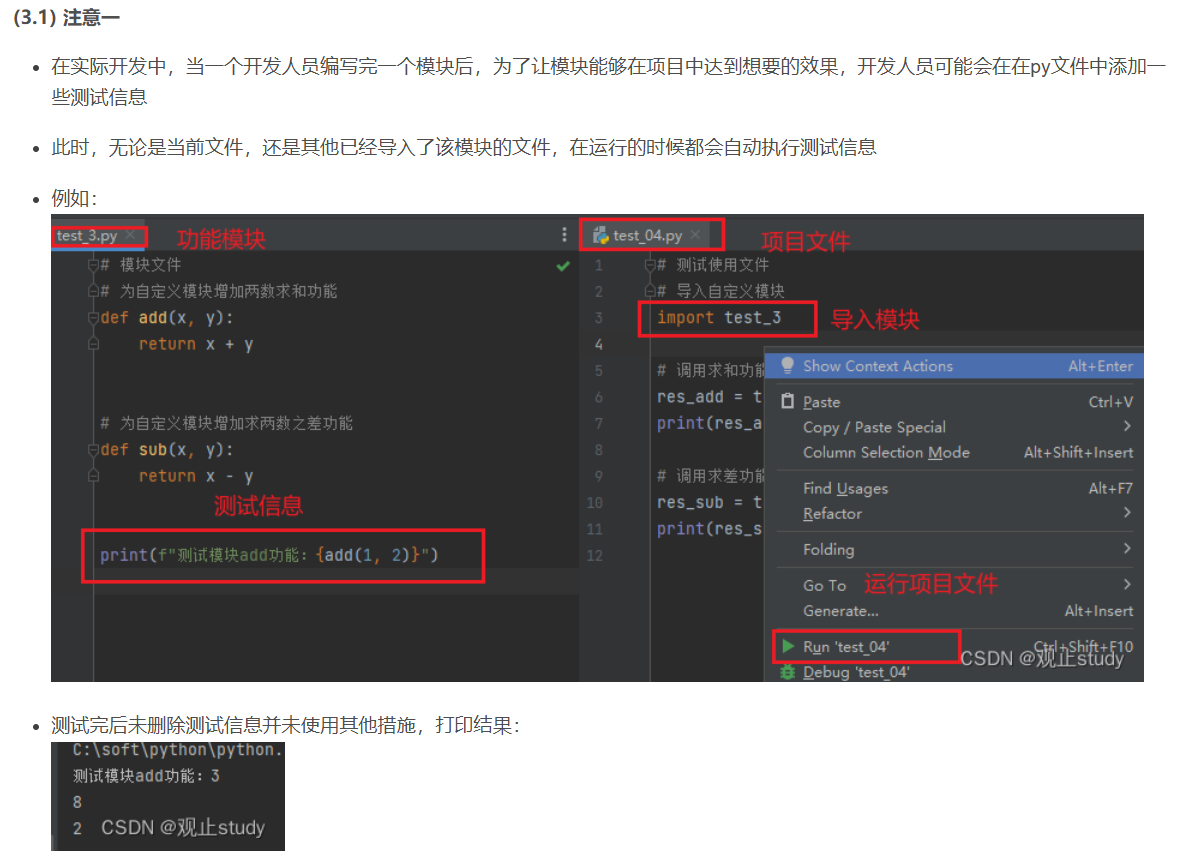 (3.1) 注意一
在实际开发中，当一个开发人员编写完一个模块后，为了让模块能够在项目中达到想要的效果，开发人员可能会在在py文件中添加一
些测试信息
此时，无论是当前文件，还是其他已经导入了该模块的文件，在运行的时候都会自动执行测试信息
例如：
test_3.py
功能模块
# 模块文件
# 为自定义模块增加两数求和功能
def add(x, y):
return x + y
# 为自定义模块增加求两数之差功能
def sub(x, y):
return x - y
测试信息
print(f"测试模块add功能：{add(1, 2)}")
test_04.py
项目文件
1 # 测试使用文件
2 # 导入自定义模块
3 import test_3
导入模块
4
5 # 调用求和功能
6 res_add = t
7 print(res_a
8
9 # 调用求差功能
10 res_sub = t
11 print(res_s
12
Show Context Actions Alt+Enter
Paste Ctrl+V
Copy / Paste Special
Column Selection Mode Alt+Shift+Insert
Find Usages Alt+F7
Refactor
Folding
Go To
运行项目文件
Generate... Alt+Insert
Run 'test_04' Ctrl+Shift+F10
CSDN @观止study
Debug 'test_04'
测试完后未删除测试信息并未使用其他措施，打印结果：
C:\soft\python\python.
测试模块add功能：3
8
2
CSDN @观止study